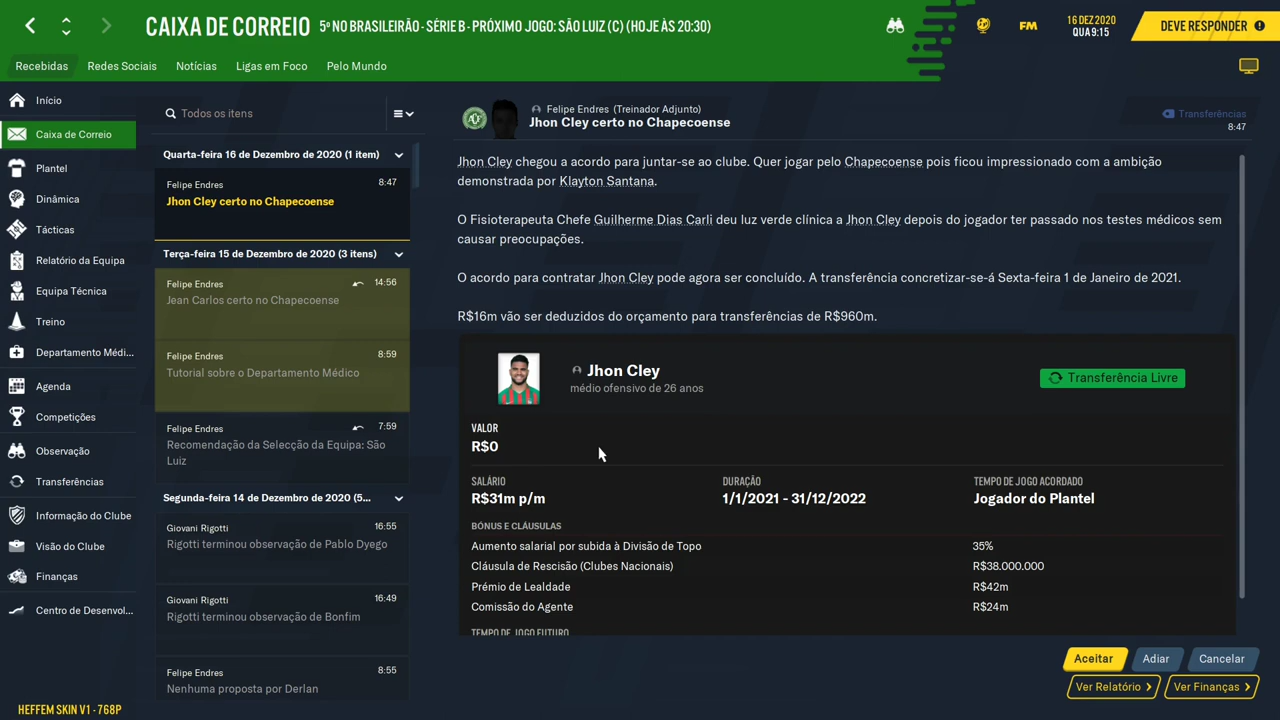 CAIXA DE CORREIO
5º NO BRASILEIRÃO - SÉRIE B - PRÓXIMO JOGO: SÃO LUIZ (C) (HOJE ÀS 20:30)
FM
16 DEZ 2020
QUA 9:15
DEVE RESPONDER
Recebidas
Redes Sociais
Notícias
Ligas em Foco
Pelo Mundo
Início
Caixa de Correio
Plantel
Dinâmica
Tácticas
Relatório da Equipa
Equipa Técnica
Treino
Departamento Médi...
Agenda
Competições
Observação
Transferências
Informação do Clube
Visão do Clube
Finanças
Centro de Desenvol...
HEFFEM SKIN V1 - 768P
Todos os itens
Quarta-feira 16 de Dezembro de 2020 (1 item)
Felipe Endres 8:47
Jhon Cley certo no Chapecoense
Terça-feira 15 de Dezembro de 2020 (3 itens)
Felipe Endres 14:56
Jean Carlos certo no Chapecoense
Felipe Endres 8:59
Tutorial sobre o Departamento Médico
Felipe Endres 7:59
Recomendação da Selecção da Equipa: São
Luiz
Segunda-feira 14 de Dezembro de 2020 (5...
Giovani Rigotti 16:55
Rigotti terminou observação de Pablo Dyego
Giovani Rigotti 16:49
Rigotti terminou observação de Bonfim
Felipe Endres 8:55
Nenhuma proposta por Derlan
Felipe Endres (Treinador Adjunto)
Jhon Cley certo no Chapecoense
Transferências
8:47
Jhon Cley chegou a acordo para juntar-se ao clube. Quer jogar pelo Chapecoense pois ficou impressionado com a ambição
demonstrada por Klayton Santana.
O Fisioterapeuta Chefe Guilherme Dias Carli deu luz verde clínica a Jhon Cley depois do jogador ter passado nos testes médicos sem
causar preocupações.
O acordo para contratar Jhon Cley pode agora ser concluído. A transferência concretizar-se-á Sexta-feira 1 de Janeiro de 2021.
R$16m vão ser deduzidos do orçamento para transferências de R$960m.
Jhon Cley
médio ofensivo de 26 anos
Transferência Livre
VALOR
R$0
SALÁRIO DURAÇÃO TEMPO DE JOGO ACORDADO
R$31m p/m 1/1/2021 - 31/12/2022 Jogador do Plantel
BÓNUS E CLÁUSULAS
Aumento salarial por subida à Divisão de Topo 35%
Cláusula de Rescisão (Clubes Nacionais) R$38.000.000
Prémio de Lealdade R$42m
Comissão do Agente R$24m
TEMPO DE JOGO FUTURO
Aceitar
Adiar
Cancelar
Ver Relatório
Ver Finanças